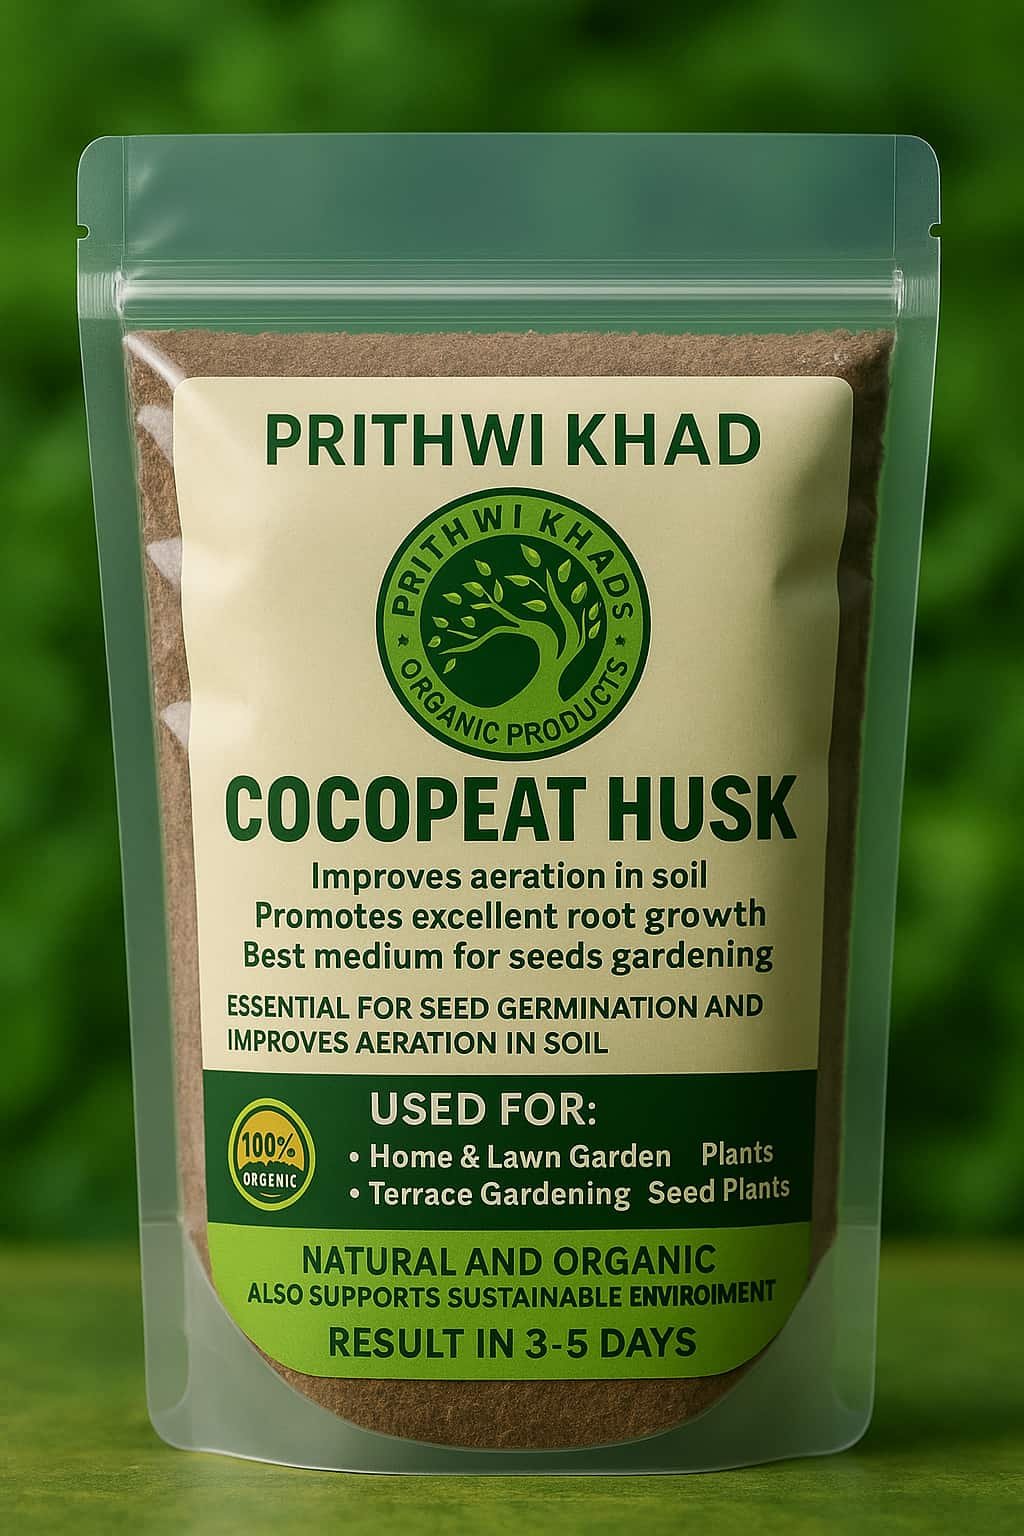 PRITHWI KHAD
PRITHWI KHADS
ORGANIC PRODUCTS
COCOPEAT HUSK
Improves aeration in soil
Promotes excellent root growth
Best medium for seeds gardening
ESSENTIAL FOR SEED GERMINATION AND
IMPROVES AERATION IN SOIL
USED FOR:
100%
ORGENIC
• Home & Lawn Garden Plants
• Terrace Gardening Seed Plants
NATURAL AND ORGANIC
ALSO SUPPORTS SUSTAINABLE ENVIROIMENT
RESULT IN 3-5 DAYS